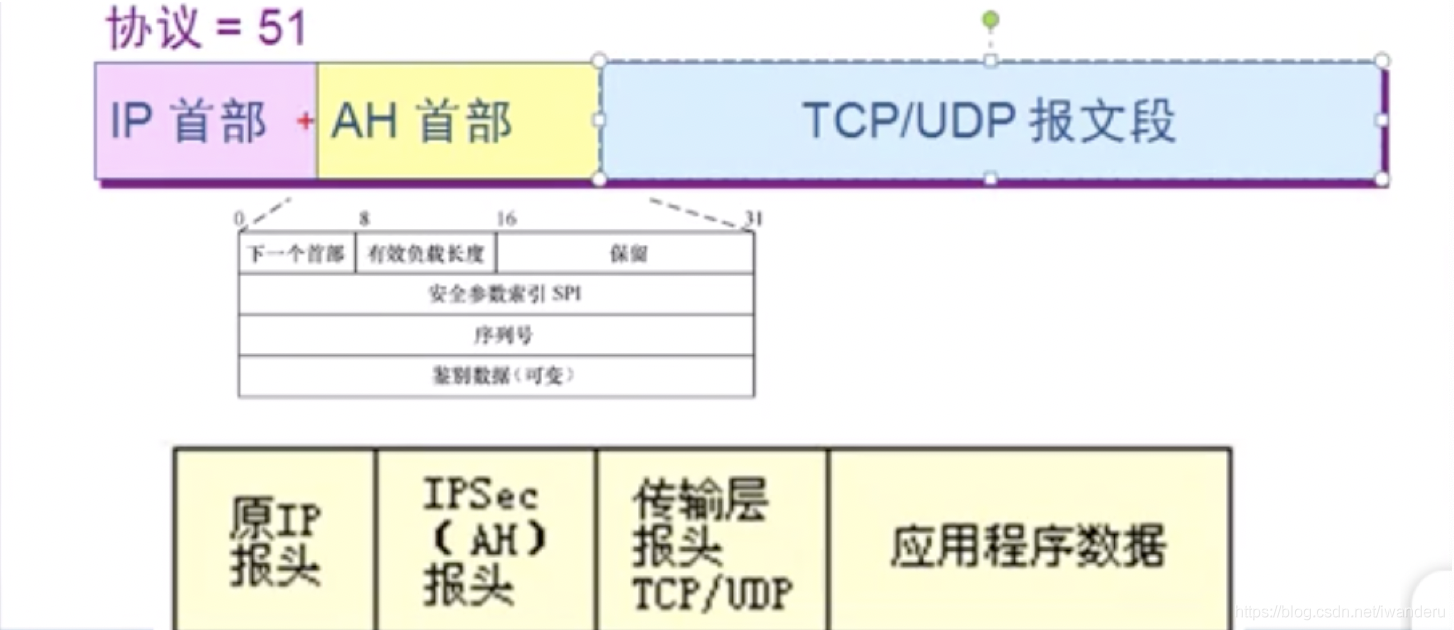 协议 = 51
IP 首部 + AH 首部 TCP/UDP 报文段
0 8 16 31
下一个首部 有效负载长度 保留
安全参数索引 SPI
序列号
鉴别数据(可变)
原IP
报头
IPSec
(AH)
报头
传输层
报头
TCP/UDP
应用程序数据
https://blog.csdn.net/iwanderu